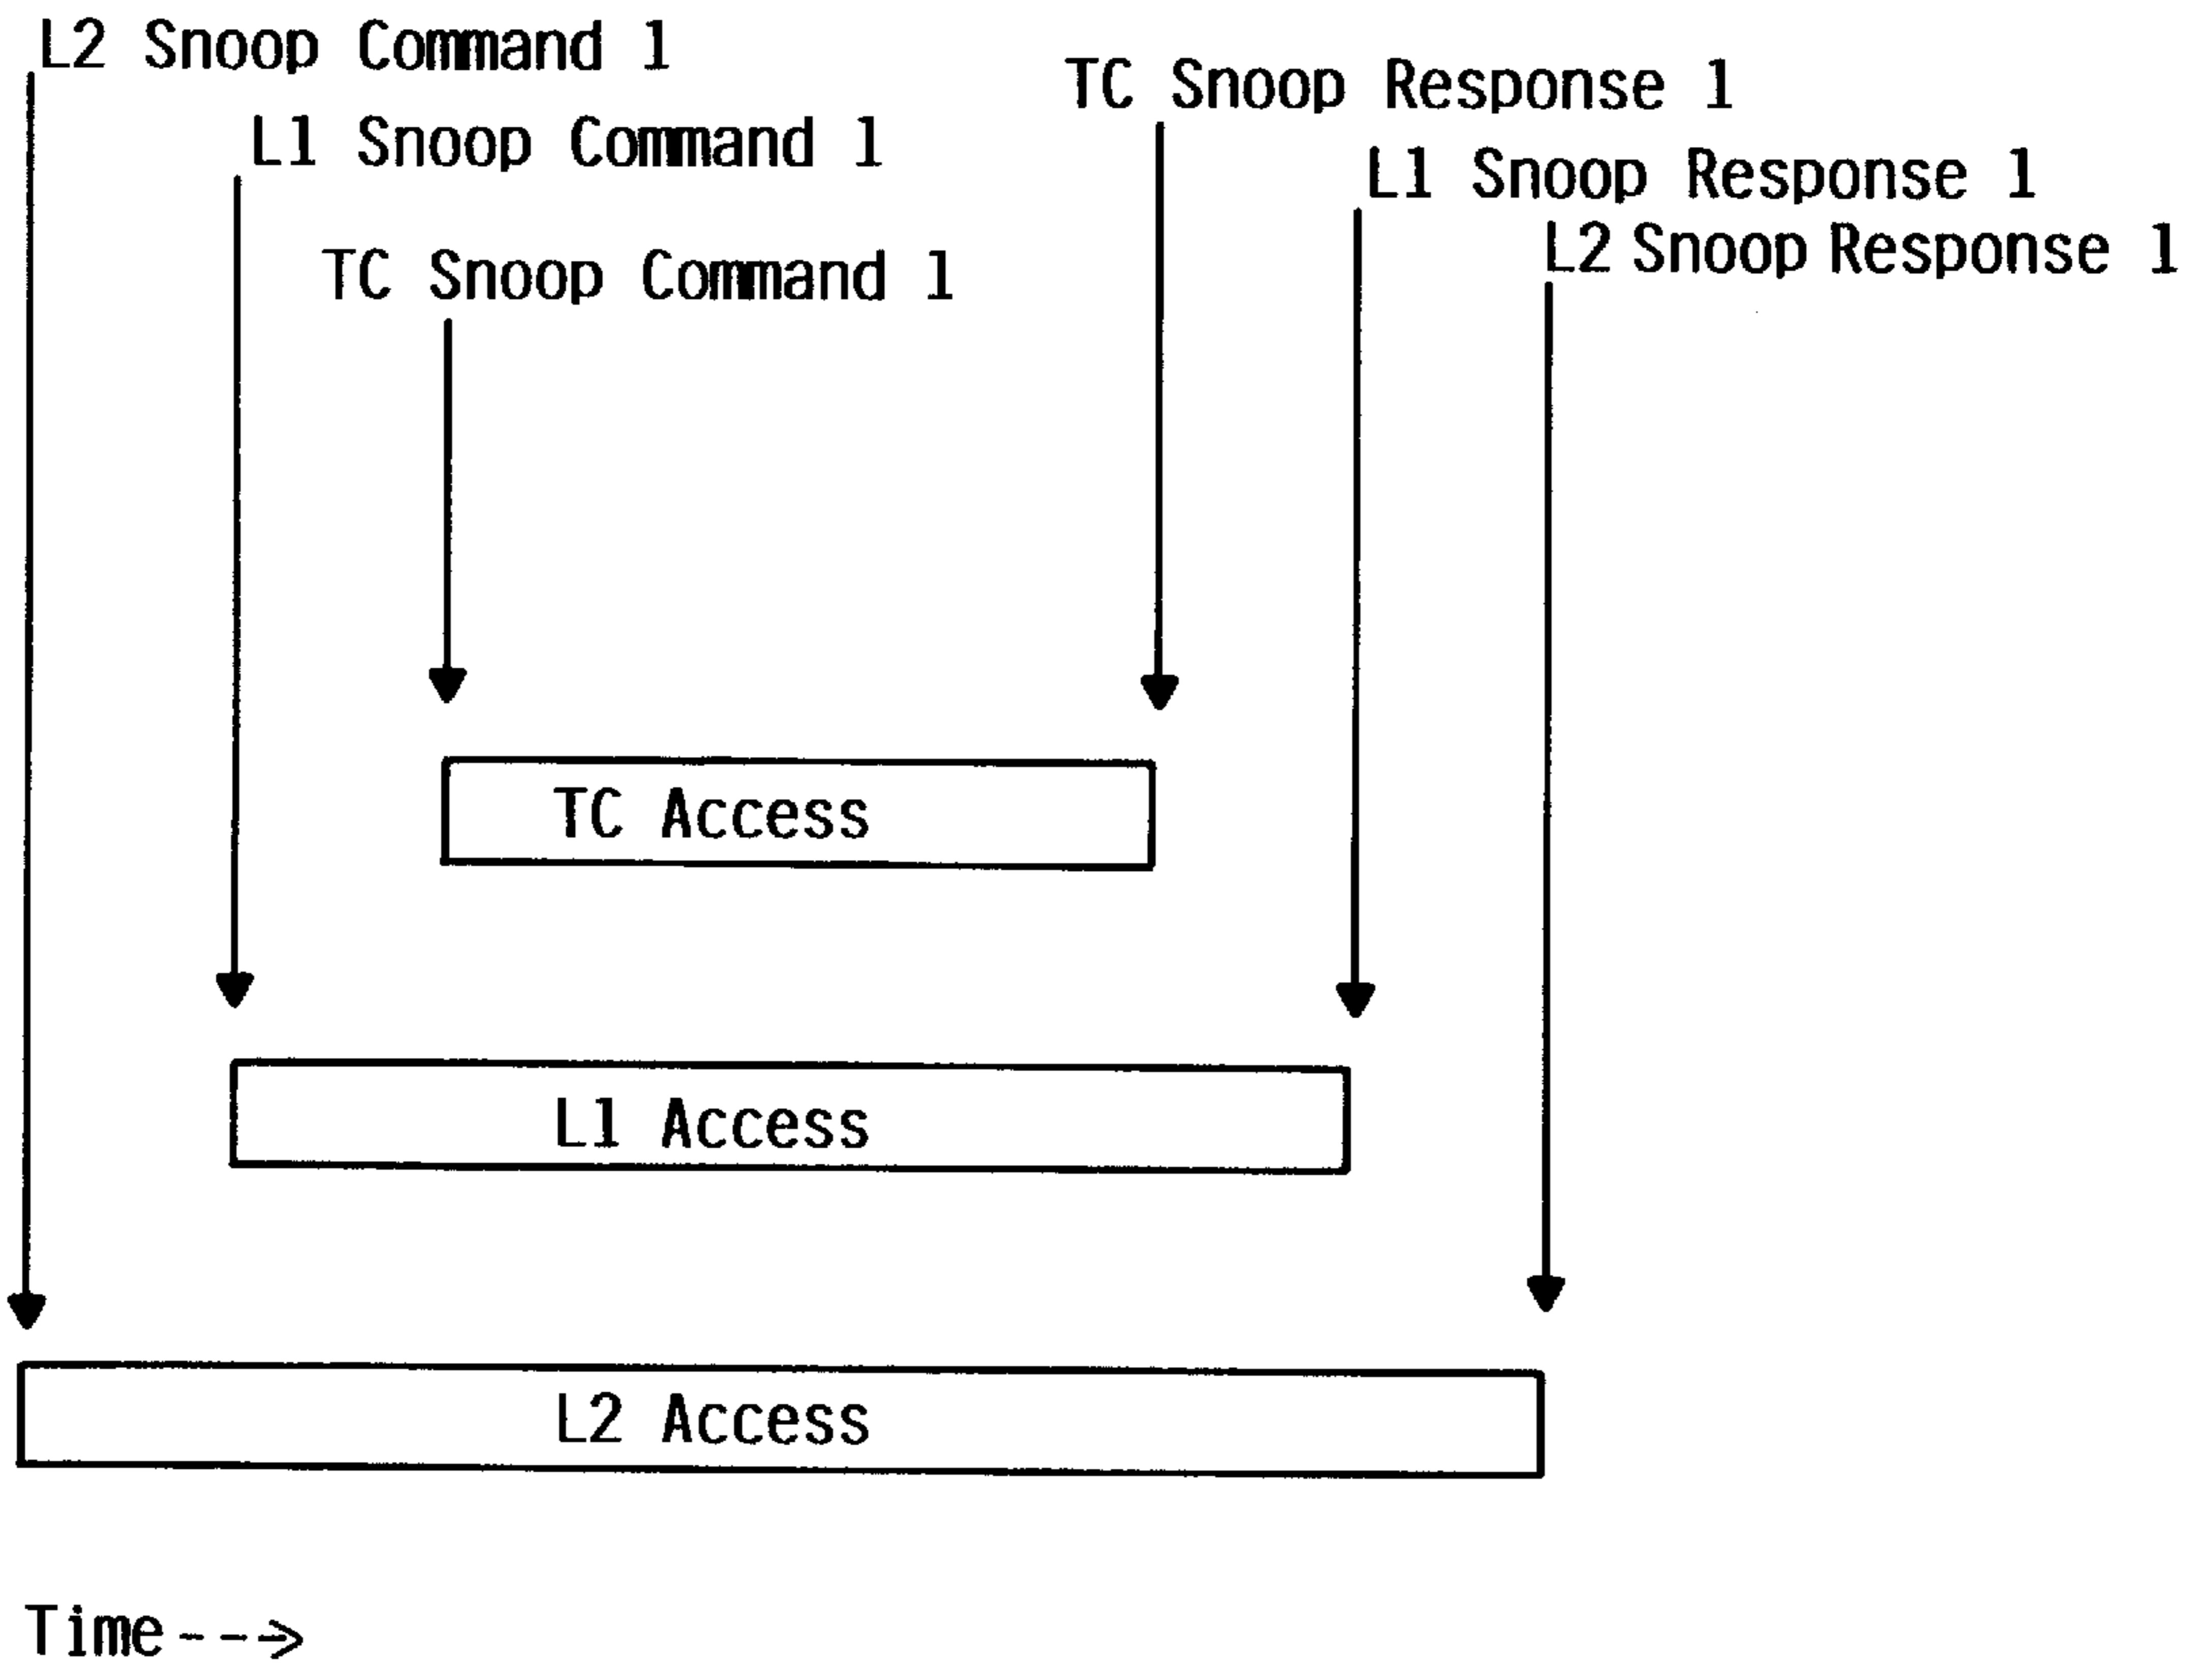 L2 Snoop Command 1
TC Snoop Response 1
L1 Snoop Command 1
L1 Snoop Response 1
L2 Snoop Response 1
TC Snoop Command 1
TC Access
L1 Access
L2 Access
Time--->